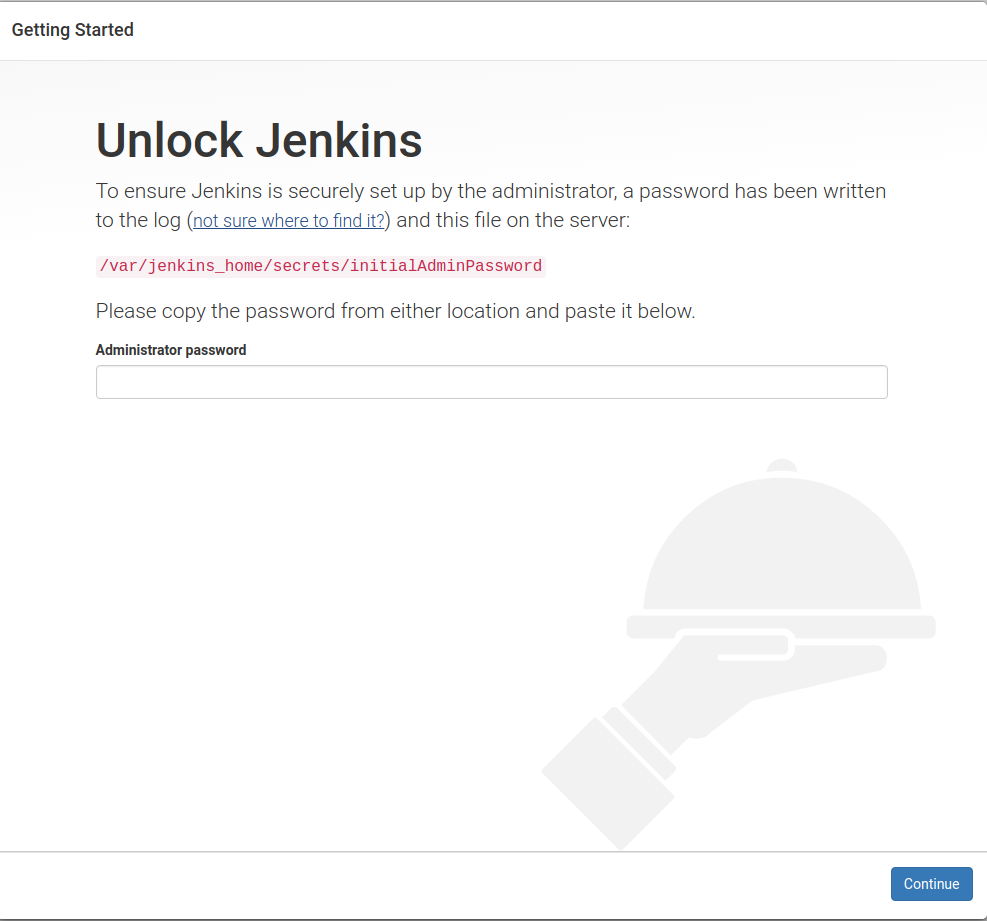 Getting Started
Unlock Jenkins
To ensure Jenkins is securely set up by the administrator, a password has been written
to the log (not sure where to find it?) and this file on the server:
/var/jenkins_home/secrets/initialAdminPassword
Please copy the password from either location and paste it below.
Administrator password
Continue